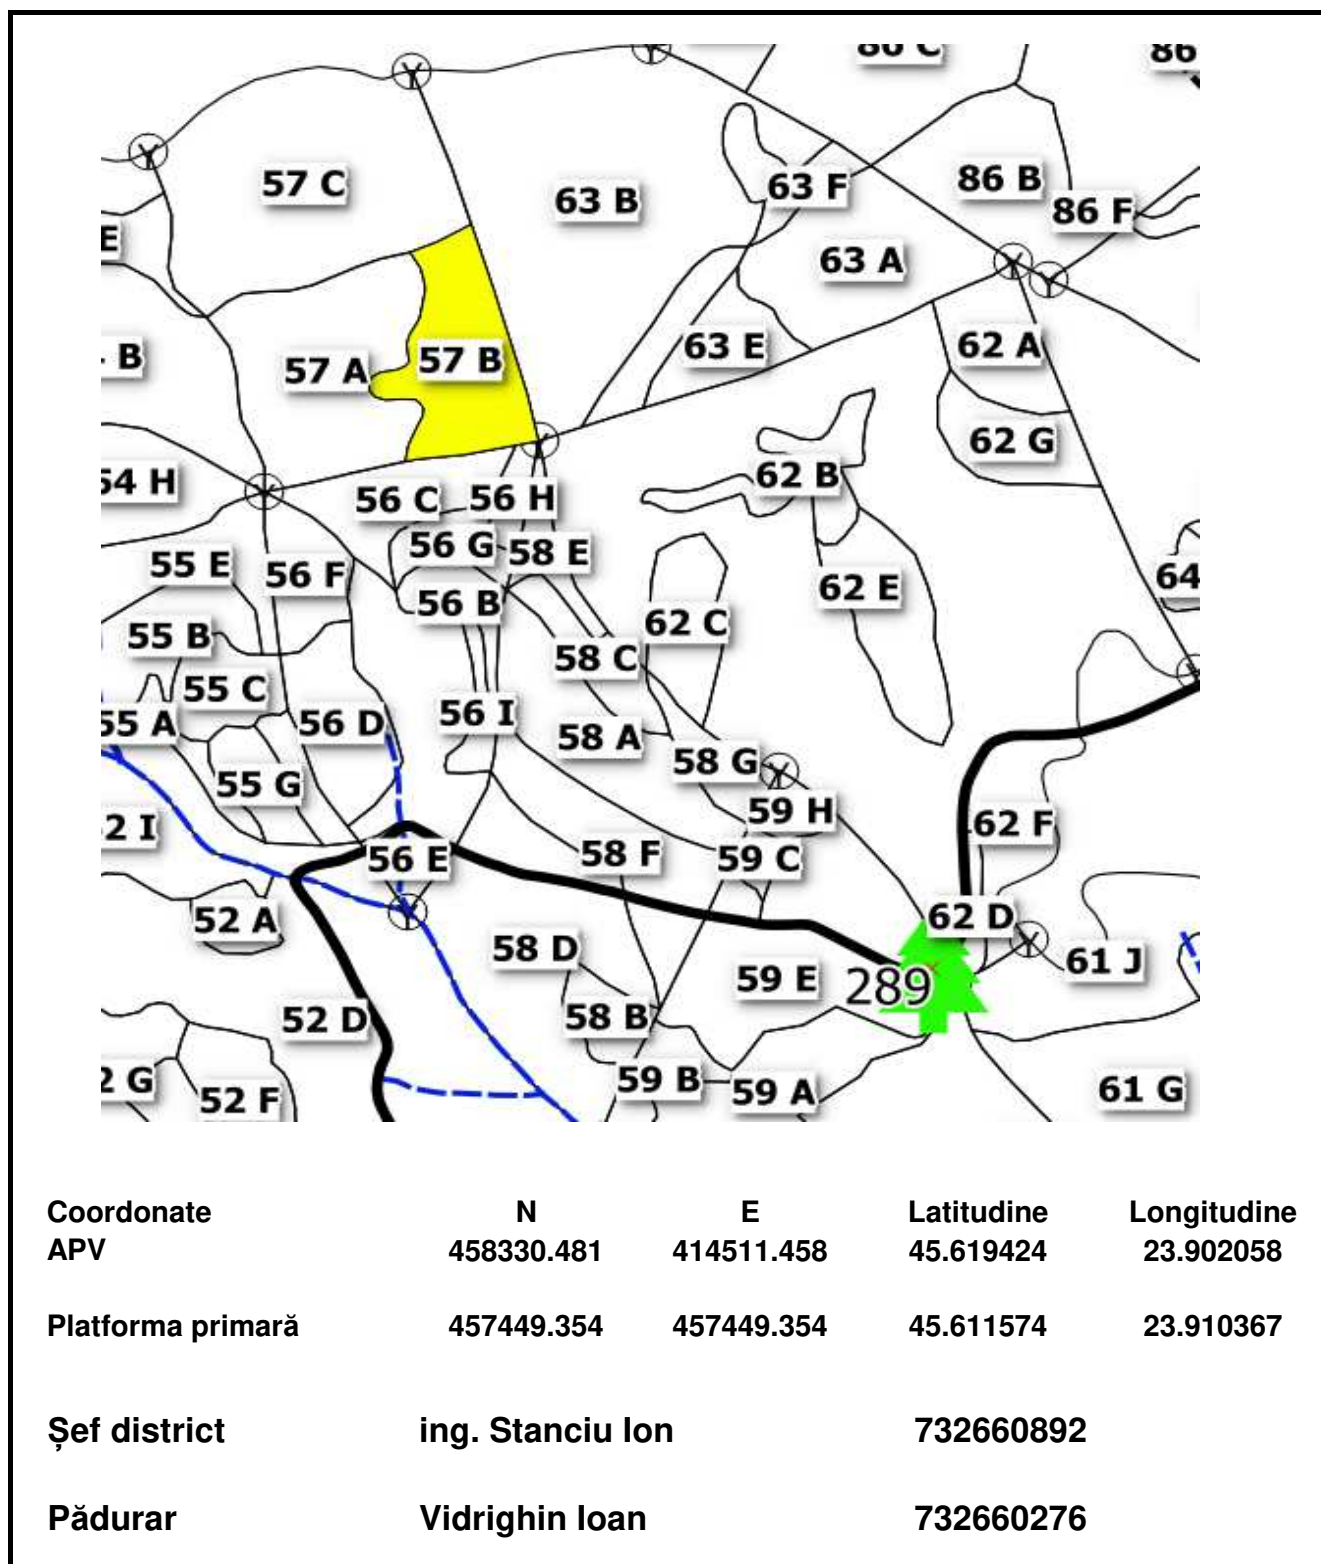 86 C
86
57 C
63 B
63 F
86 B
86 F
E
63 A
B
57 A
57 B
63 E
62 A
62 G
54 H
56 C
56 H
62 B
56 G
58 E
55 E
56 F
62 E
64
56 B
55 B
62 C
58 C
55 C
55 A
56 D
56 I
58 A
58 G
55 G
59 H
2 I
62 F
56 E
58 F
59 C
52 A
62 D
58 D
61 J
59 E
289
52 D
58 B
2 G
52 F
59 B
59 A
61 G
Coordonate N E Latitudine Longitudine
APV 458330.481 414511.458 45.619424 23.902058
Platforma primară 457449.354 457449.354 45.611574 23.910367
Șef district ing. Stanciu Ion 732660892
Pădurar Vidrighin Ioan 732660276